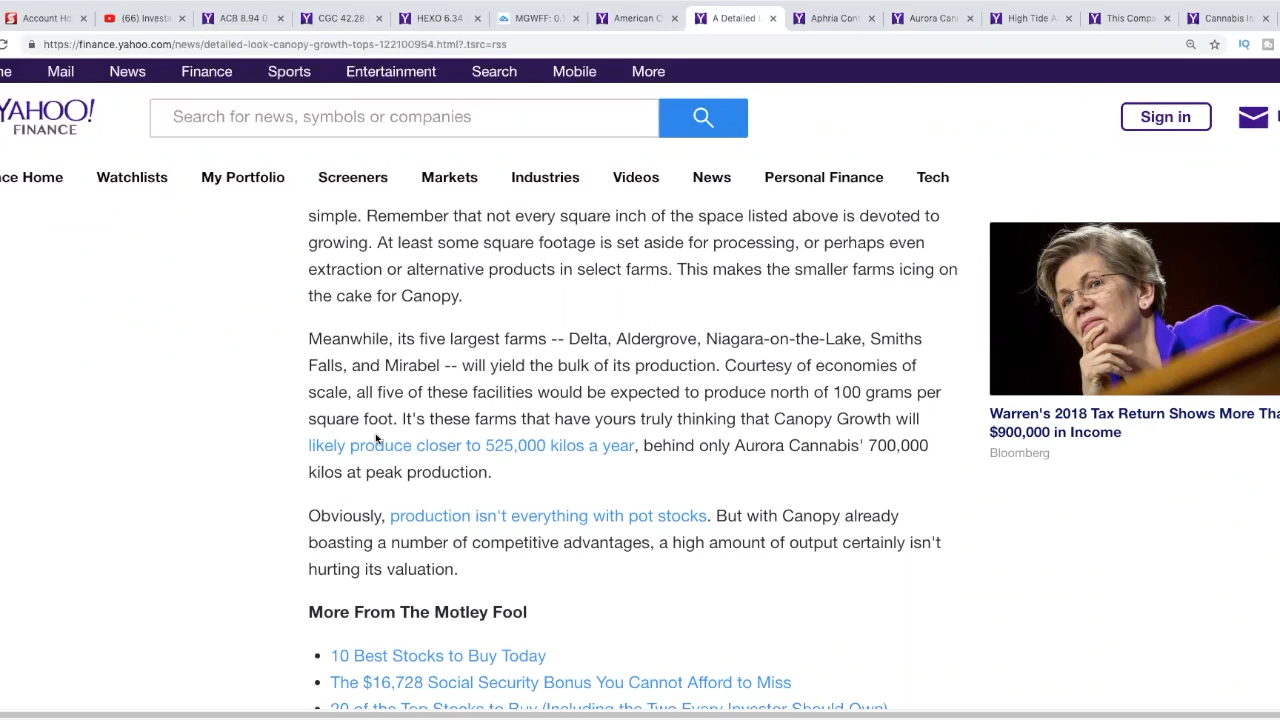 Account Ho
(66) Investi
ACB 8.94 0
CGC 42.28
HEXO 6.34
MGWFF: 0.1
American C
A Detailed L
Aphria Con
Aurora Can
High Tide A
This Compa
Cannabis In
https://finance.yahoo.com/news/detailed-look-canopy-growth-tops-122100954.html?.tsrc=rss
IQ
me Mail News Finance Sports Entertainment Search Mobile More
YAHOO!
FINANCE
Search for news, symbols or companies
Sign in
nce Home Watchlists My Portfolio Screeners Markets Industries Videos News Personal Finance Tech
simple. Remember that not every square inch of the space listed above is devoted to
growing. At least some square footage is set aside for processing, or perhaps even
extraction or alternative products in select farms. This makes the smaller farms icing on
the cake for Canopy.
Meanwhile, its five largest farms -- Delta, Aldergrove, Niagara-on-the-Lake, Smiths
Falls, and Mirabel -- will yield the bulk of its production. Courtesy of economies of
scale, all five of these facilities would be expected to produce north of 100 grams per
square foot. It's these farms that have yours truly thinking that Canopy Growth will
likely produce closer to 525,000 kilos a year, behind only Aurora Cannabis' 700,000
kilos at peak production.
Obviously, production isn't everything with pot stocks. But with Canopy already
boasting a number of competitive advantages, a high amount of output certainly isn't
hurting its valuation.
More From The Motley Fool
10 Best Stocks to Buy Today
The $16,728 Social Security Bonus You Cannot Afford to Miss
20 of the Top Stocks to Buy (Including the Two Every Investor Should Own)
Warren's 2018 Tax Return Shows More Tha
$900,000 in Income
Bloomberg